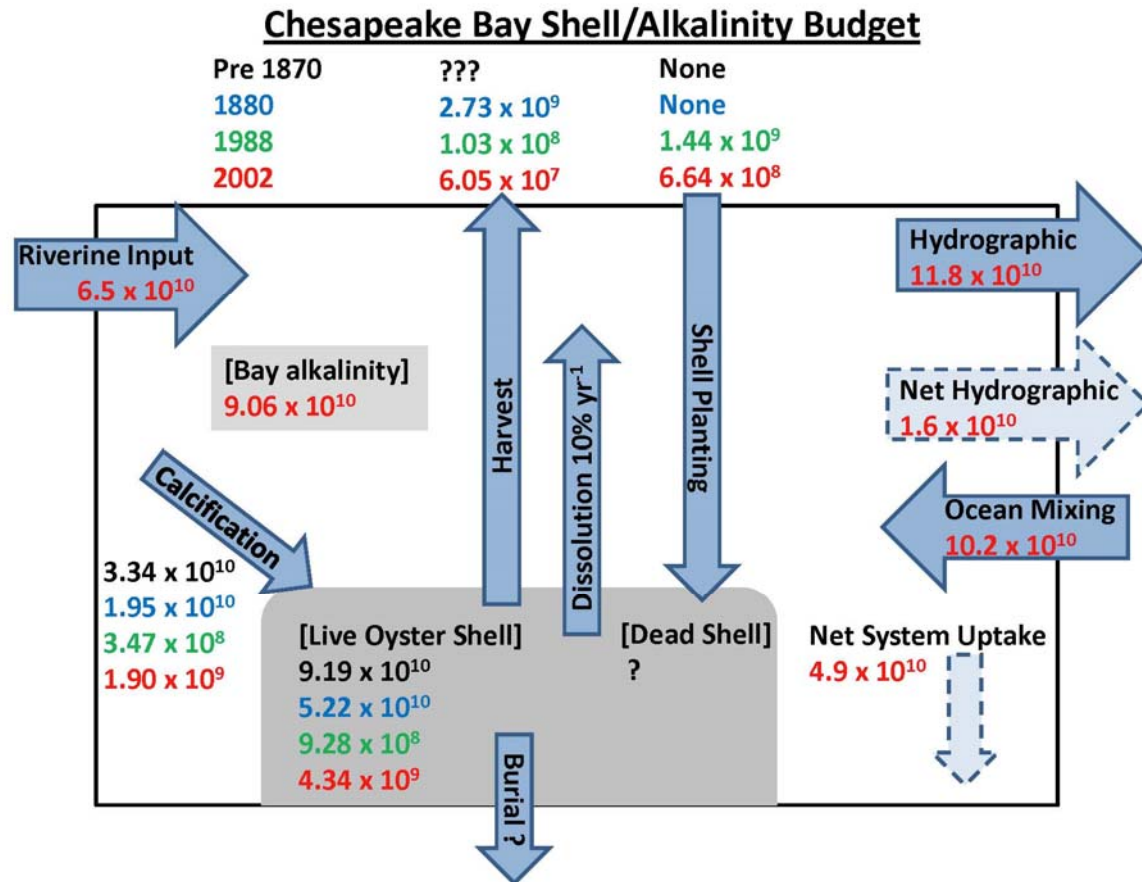 Chesapeake Bay Shell/Alkalinity Budget
Pre 1870 ??? None
1880 2.73 x 10⁹ None
1988 1.03 x 10⁸ 1.44 x 10⁹
2002 6.05 x 10⁷ 6.64 x 10⁸
Riverine Input
6.5 x 10¹⁰
Hydrographic
11.8 x 10¹⁰
[Bay alkalinity]
9.06 x 10¹⁰
Harvest
Dissolution 10% yr⁻¹
Shell Planting
Net Hydrographic
1.6 x 10¹⁰
Ocean Mixing
10.2 x 10¹⁰
Calcification
3.34 x 10¹⁰
1.95 x 10¹⁰
3.47 x 10⁸
1.90 x 10⁹
[Live Oyster Shell]
9.19 x 10¹⁰
5.22 x 10¹⁰
9.28 x 10⁸
4.34 x 10⁹
[Dead Shell]
?
Net System Uptake
4.9 x 10¹⁰
Burial ?